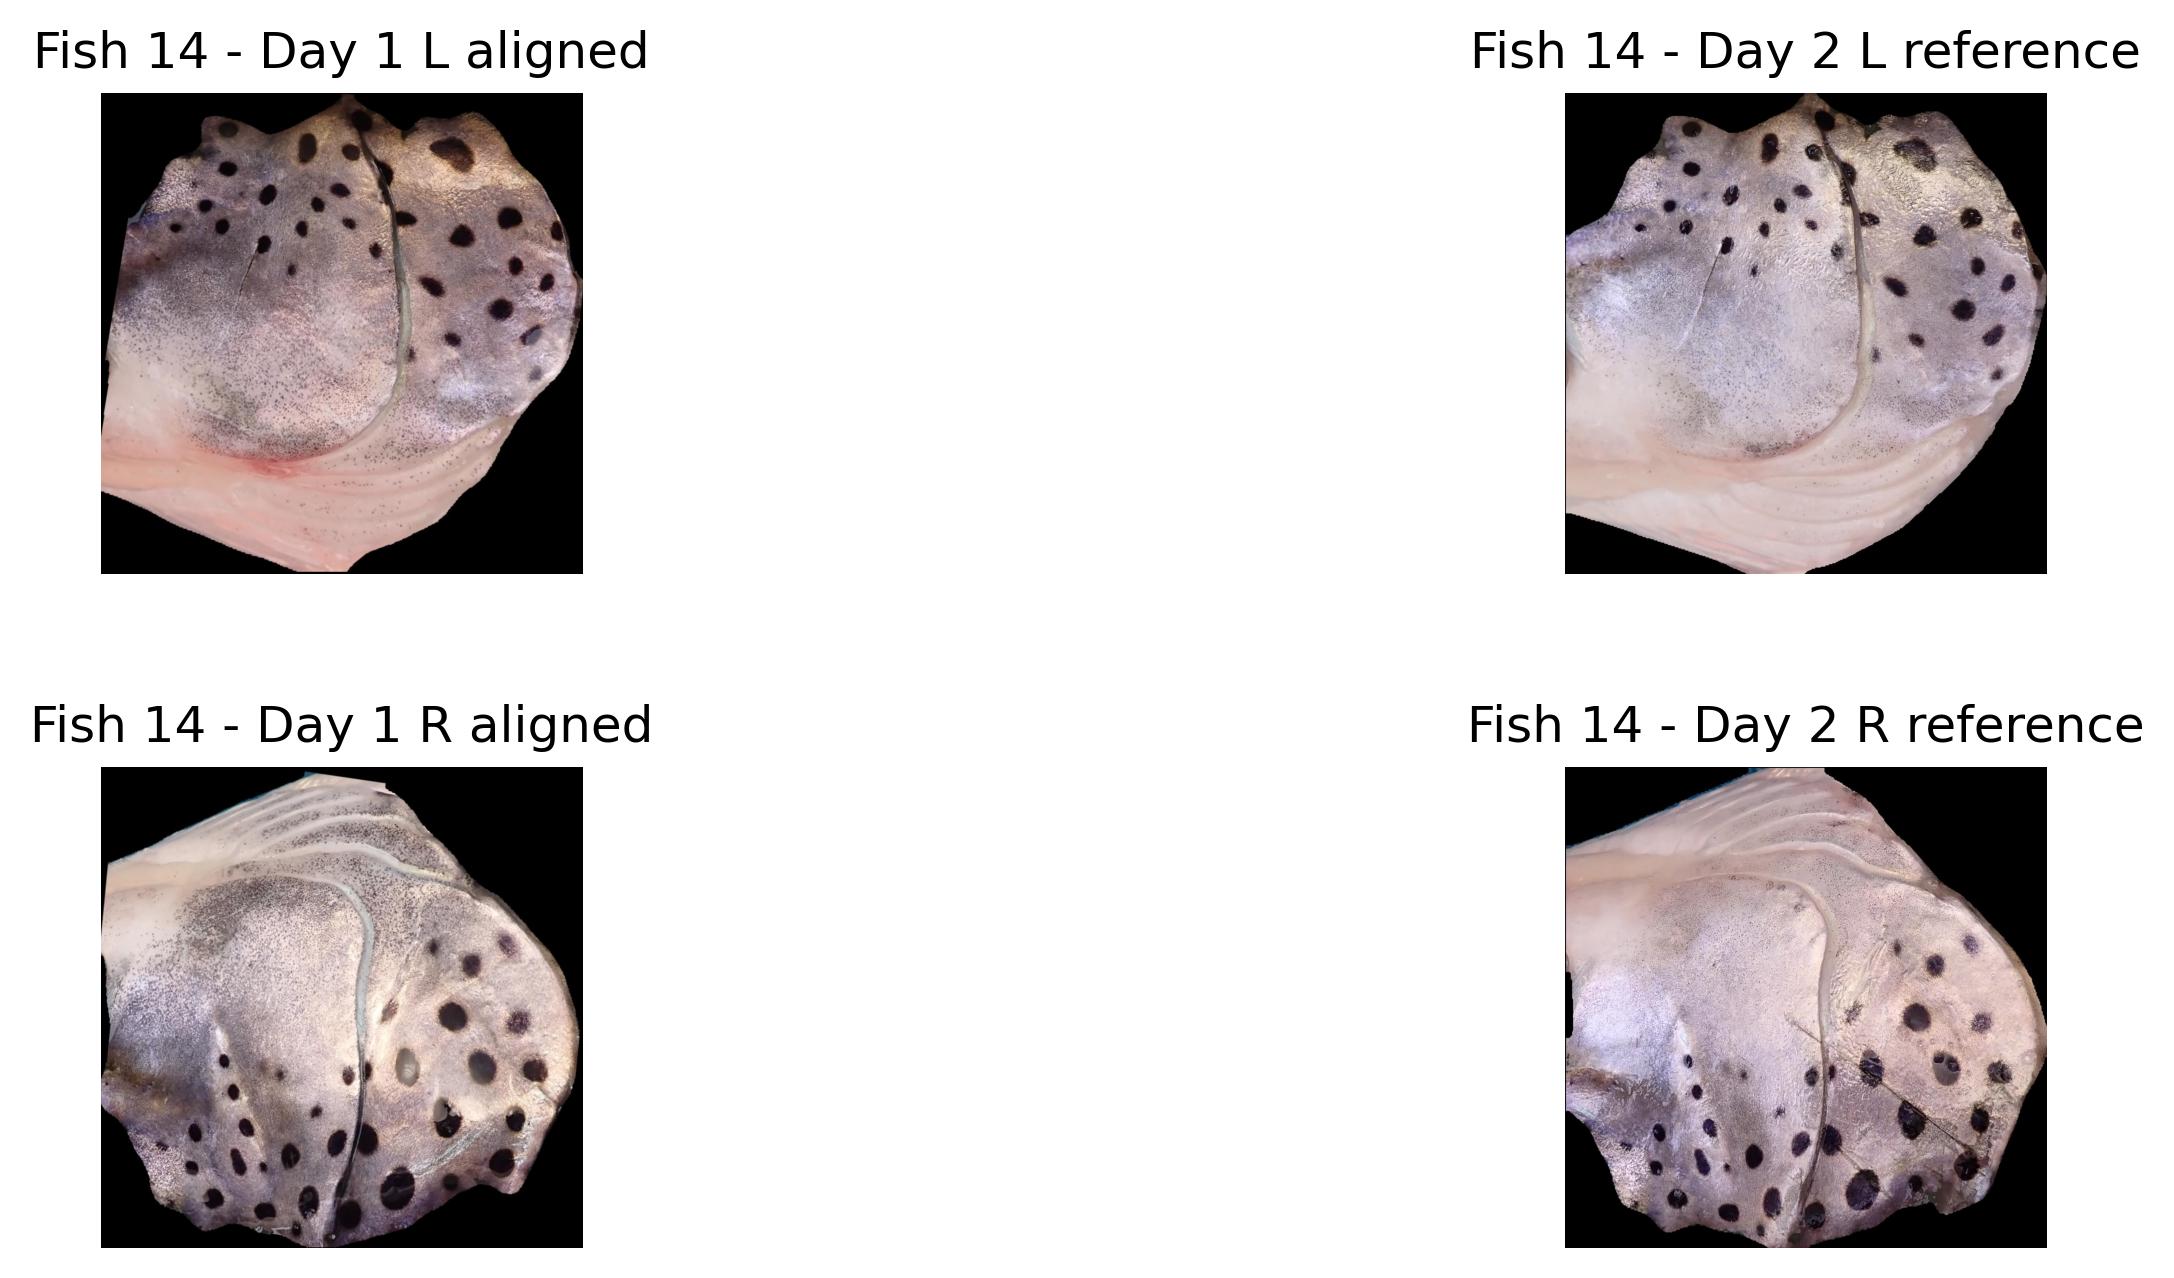 Fish 14 - Day 1 L aligned
Fish 14 - Day 2 L reference
Fish 14 - Day 1 R aligned
Fish 14 - Day 2 R reference